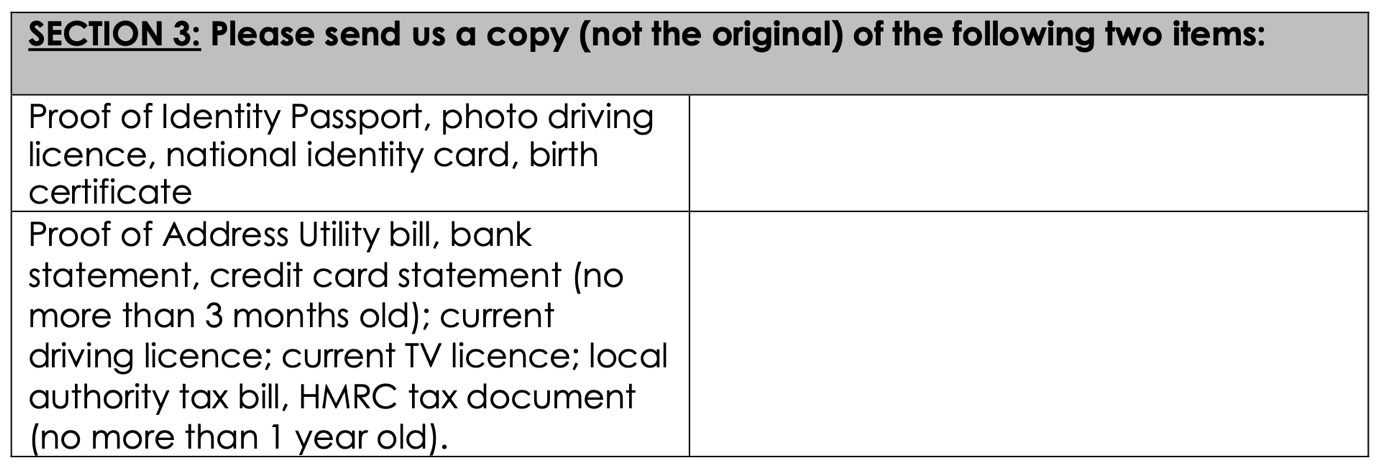 SECTION 3: Please send us a copy (not the original) of the following two items:
Proof of Identity Passport, photo driving
licence, national identity card, birth
certificate
Proof of Address Utility bill, bank
statement, credit card statement (no
more than 3 months old); current
driving licence; current TV licence; local
authority tax bill, HMRC tax document
(no more than 1 year old).